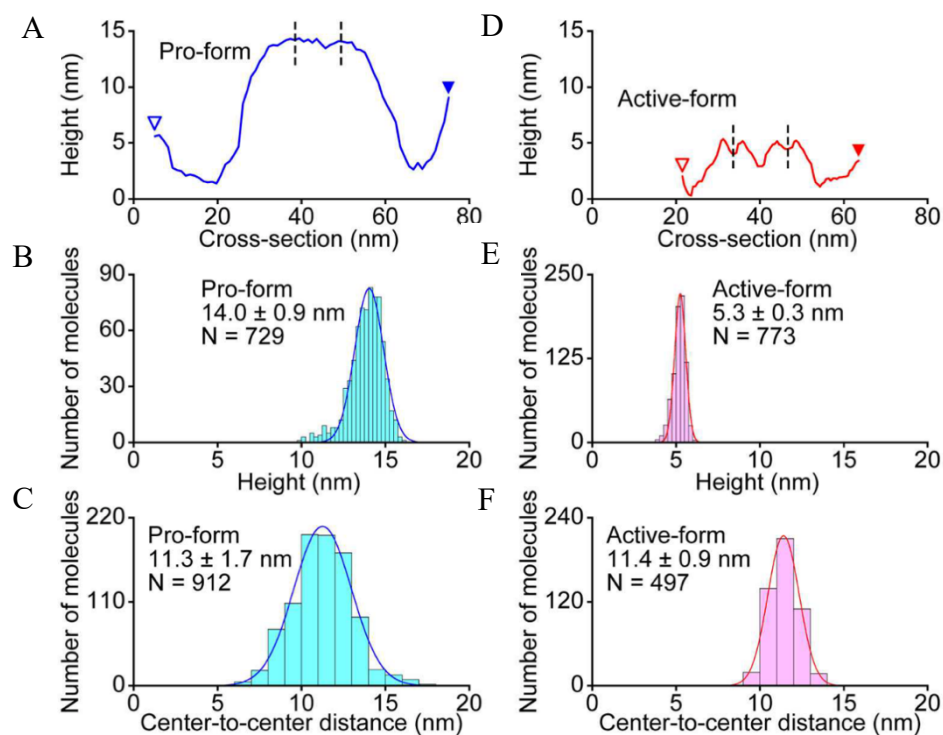 A
15
10
5
0
Height (nm)
Pro-form
0
20
40
60
80
Cross-section (nm)
D
15
10
5
0
Height (nm)
Active-form
0
20
40
60
80
Cross-section (nm)
B
90
60
30
0
Number of molecules
Pro-form
14.0 ± 0.9 nm
N = 729
0
5
10
15
20
Height (nm)
E
250
125
0
Number of molecules
Active-form
5.3 ± 0.3 nm
N = 773
0
5
10
15
20
Height (nm)
C
220
110
0
Number of molecules
Pro-form
11.3 ± 1.7 nm
N = 912
0
5
10
15
20
Center-to-center distance (nm)
F
240
120
0
Number of molecules
Active-form
11.4 ± 0.9 nm
N = 497
0
5
10
15
20
Center-to-center distance (nm)